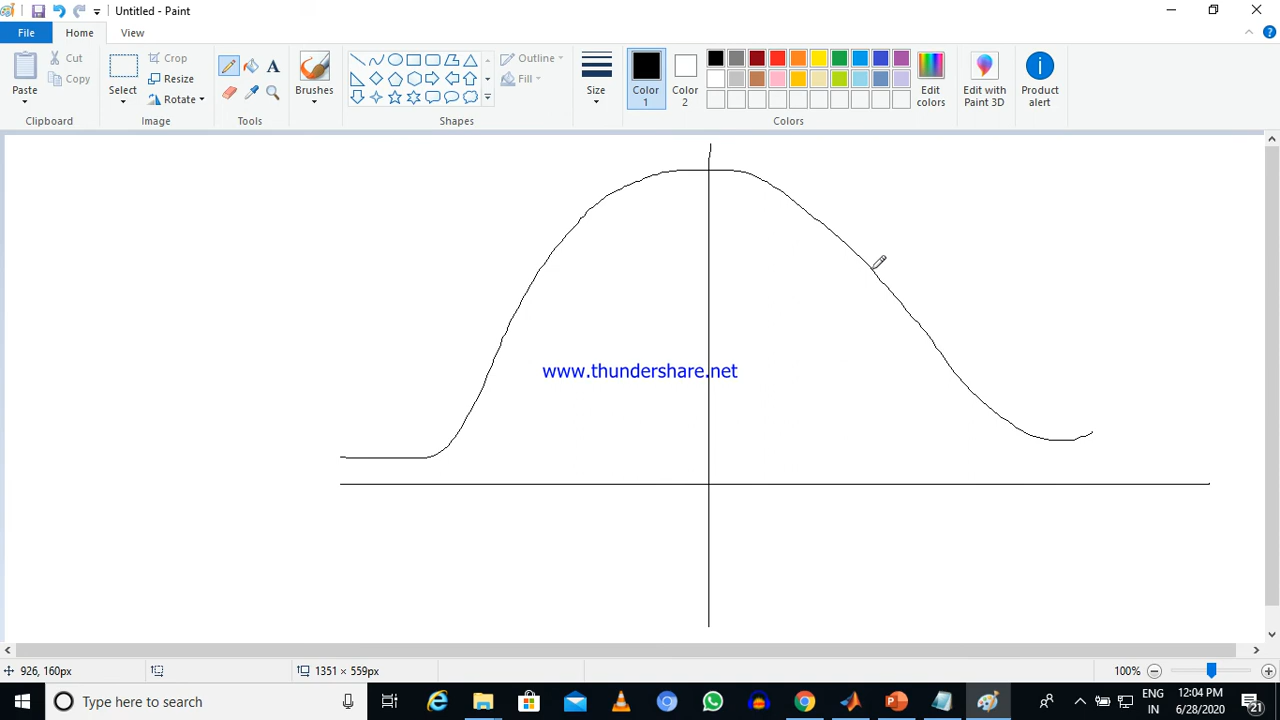 Untitled - Paint
File
Home
View
Paste
Cut
Copy
Clipboard
Select
Crop
Resize
Rotate
Image
Tools
Brushes
Shapes
Outline
Fill
Size
Color 1
Color 2
Colors
Edit colors
Edit with Paint 3D
Product alert
www.thundershare.net
926, 160px
1351 × 559px
100%
Type here to search
ENG
IN
12:04 PM
6/28/2020
21